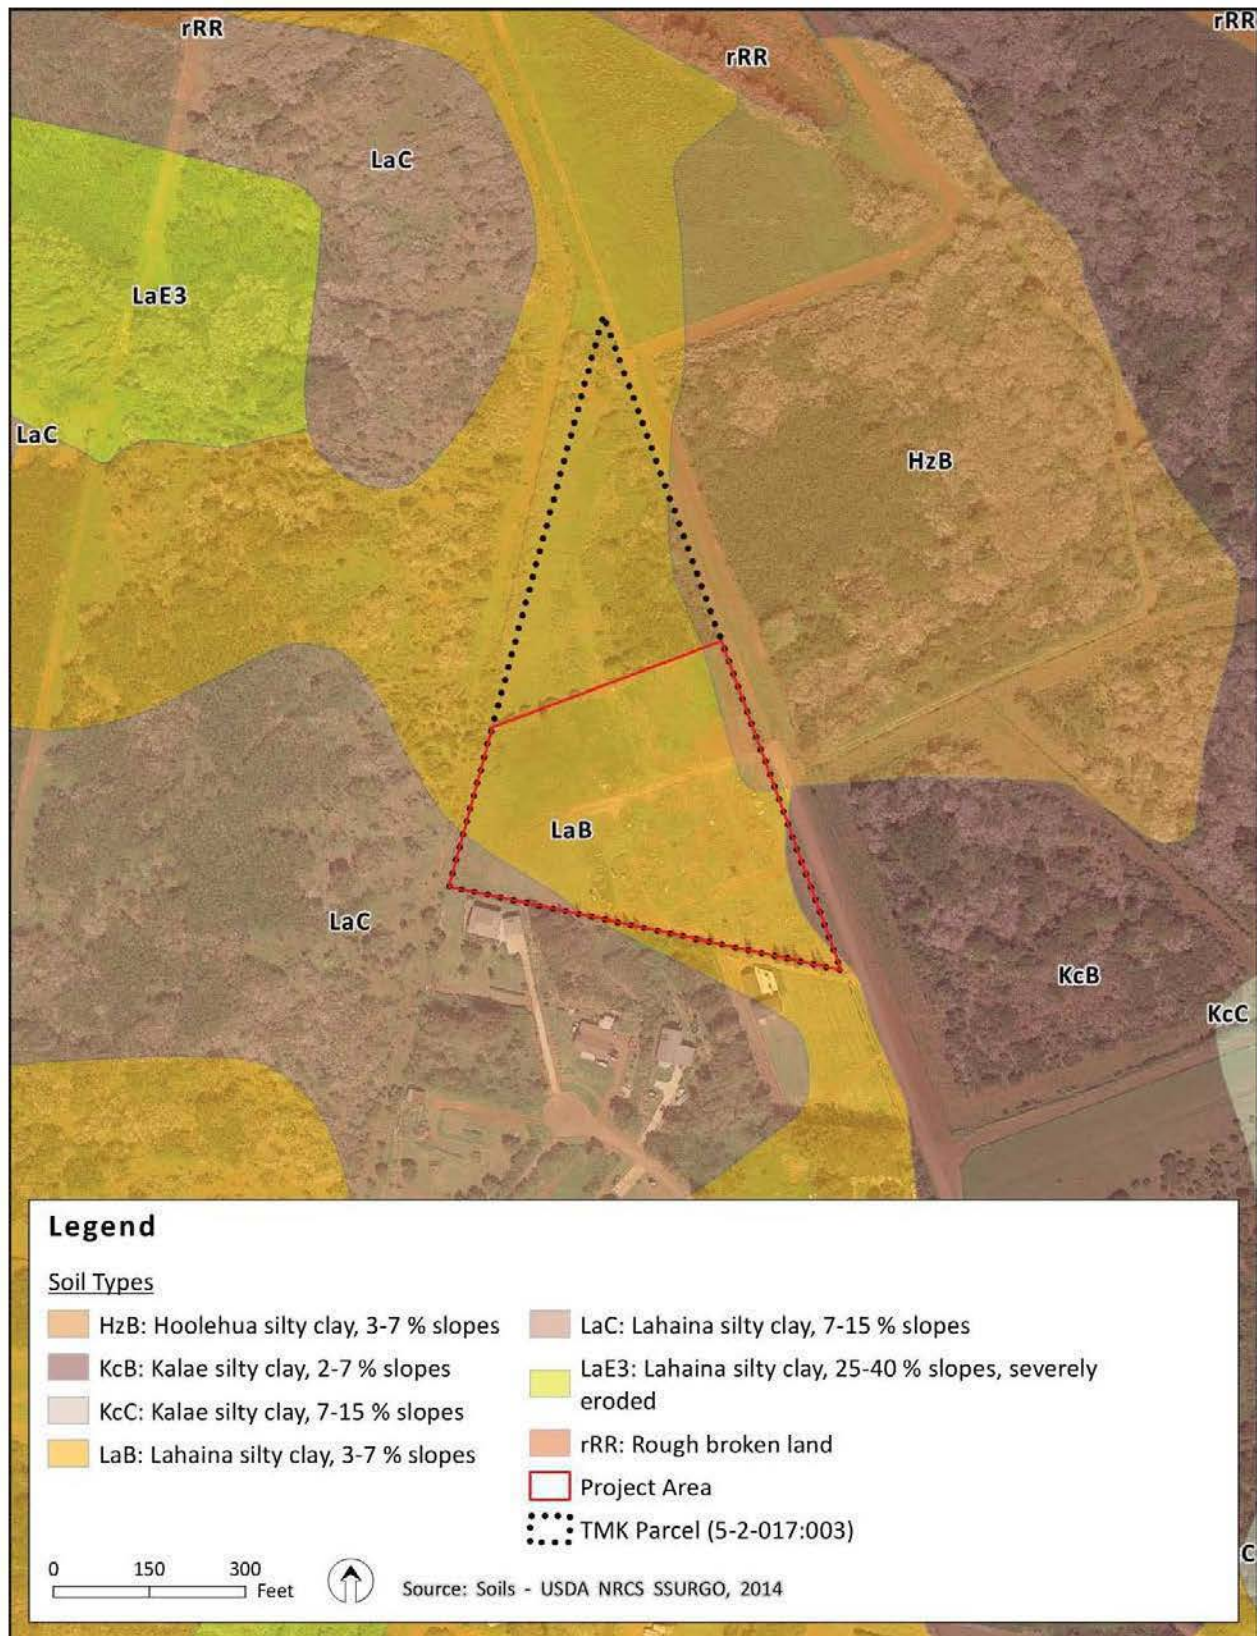 rRR
rRR
rRR
LaC
LaE3
LaC
HzB
LaB
LaC
KcB
KcC
Legend
Soil Types
HzB: Hoolehua silty clay, 3-7 % slopes
KcB: Kalae silty clay, 2-7 % slopes
KcC: Kalae silty clay, 7-15 % slopes
LaB: Lahaina silty clay, 3-7 % slopes
LaC: Lahaina silty clay, 7-15 % slopes
LaE3: Lahaina silty clay, 25-40 % slopes, severely
eroded
rRR: Rough broken land
Project Area
TMK Parcel (5-2-017:003)
0 150 300
Feet
Source: Soils - USDA NRCS SSURGO, 2014
C